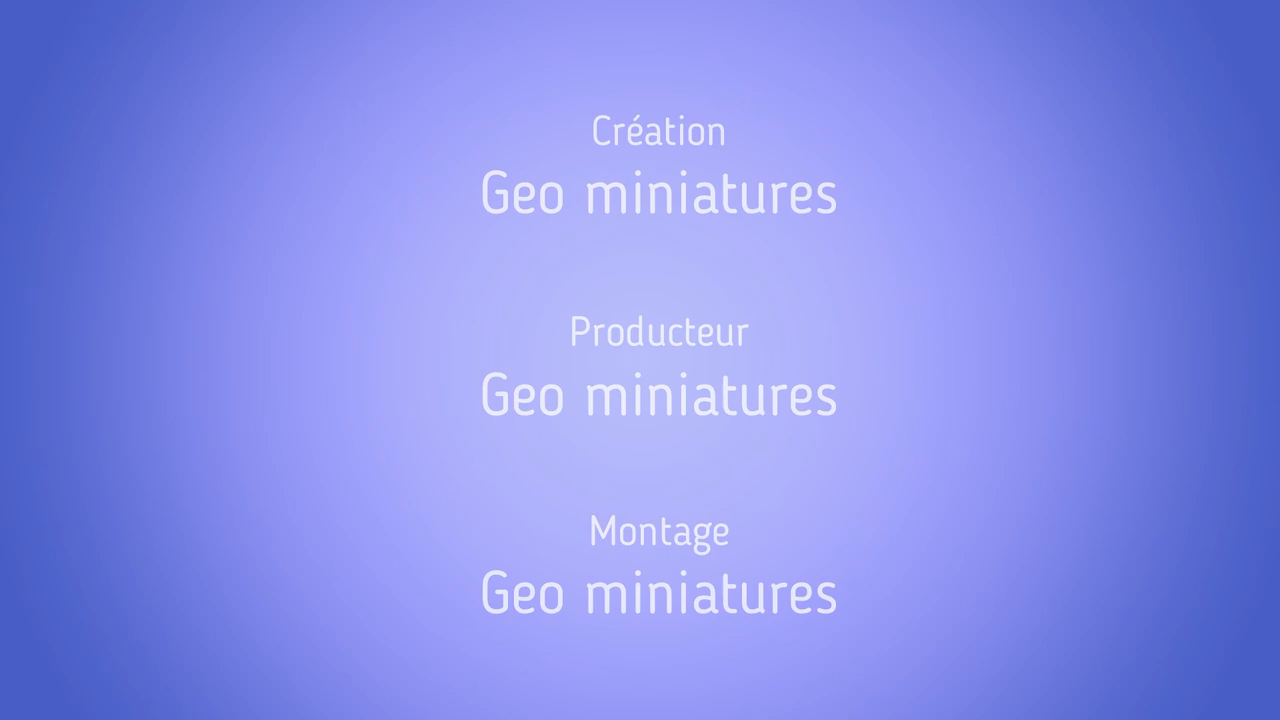 Création
Geo miniatures
Producteur
Geo miniatures
Montage
Geo miniatures